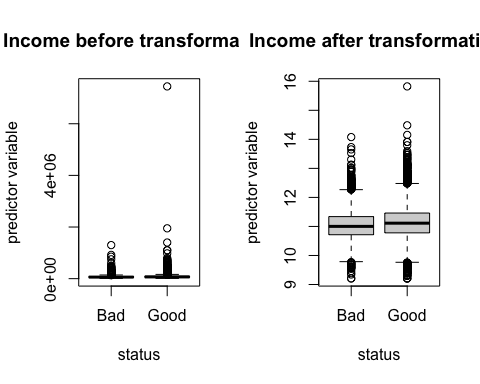 Income before transforma
predictor variable
4e+06
0e+00
Bad Good
status
Income after transformati
predictor variable
16
14
12
11
10
9
Bad Good
status